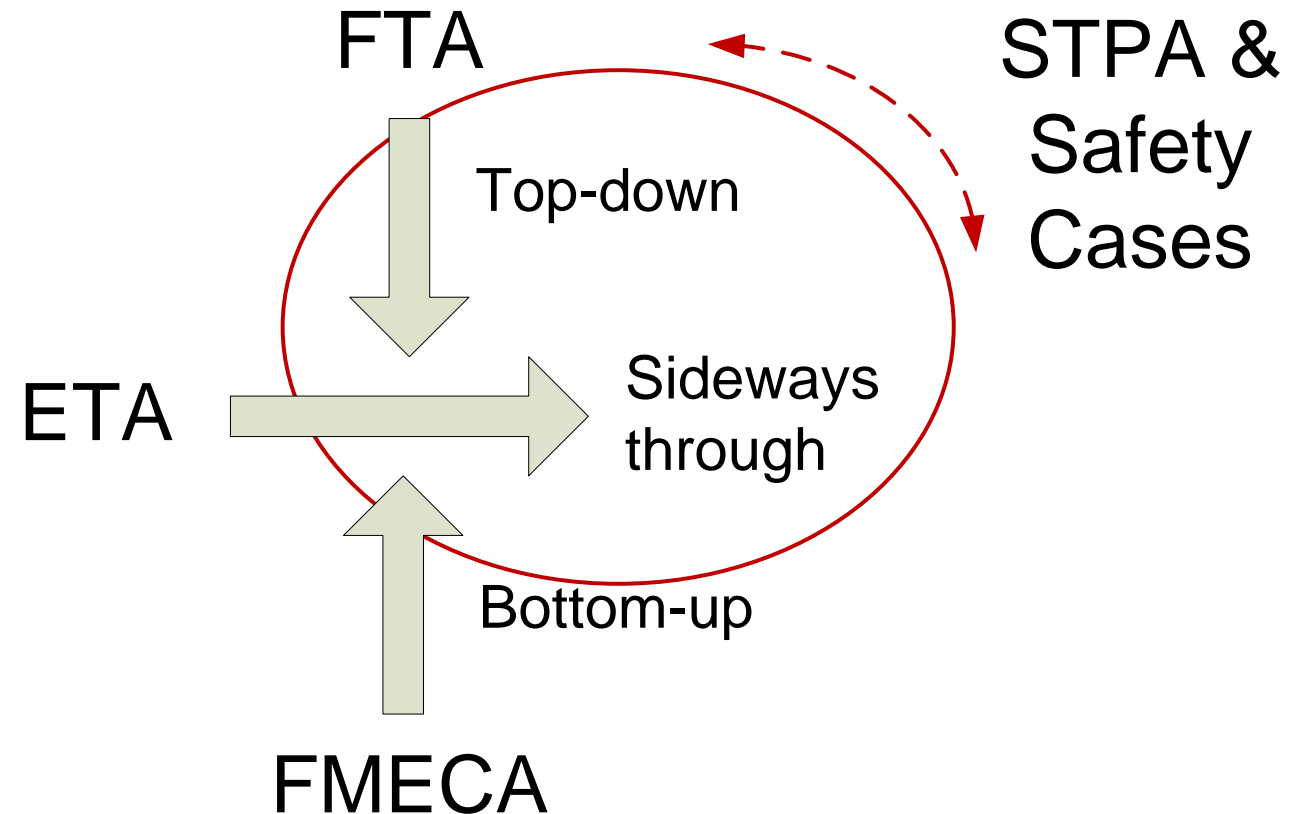 FTA
STPA &
Safety
Cases
Top-down
ETA
Sideways
through
Bottom-up
FMECA